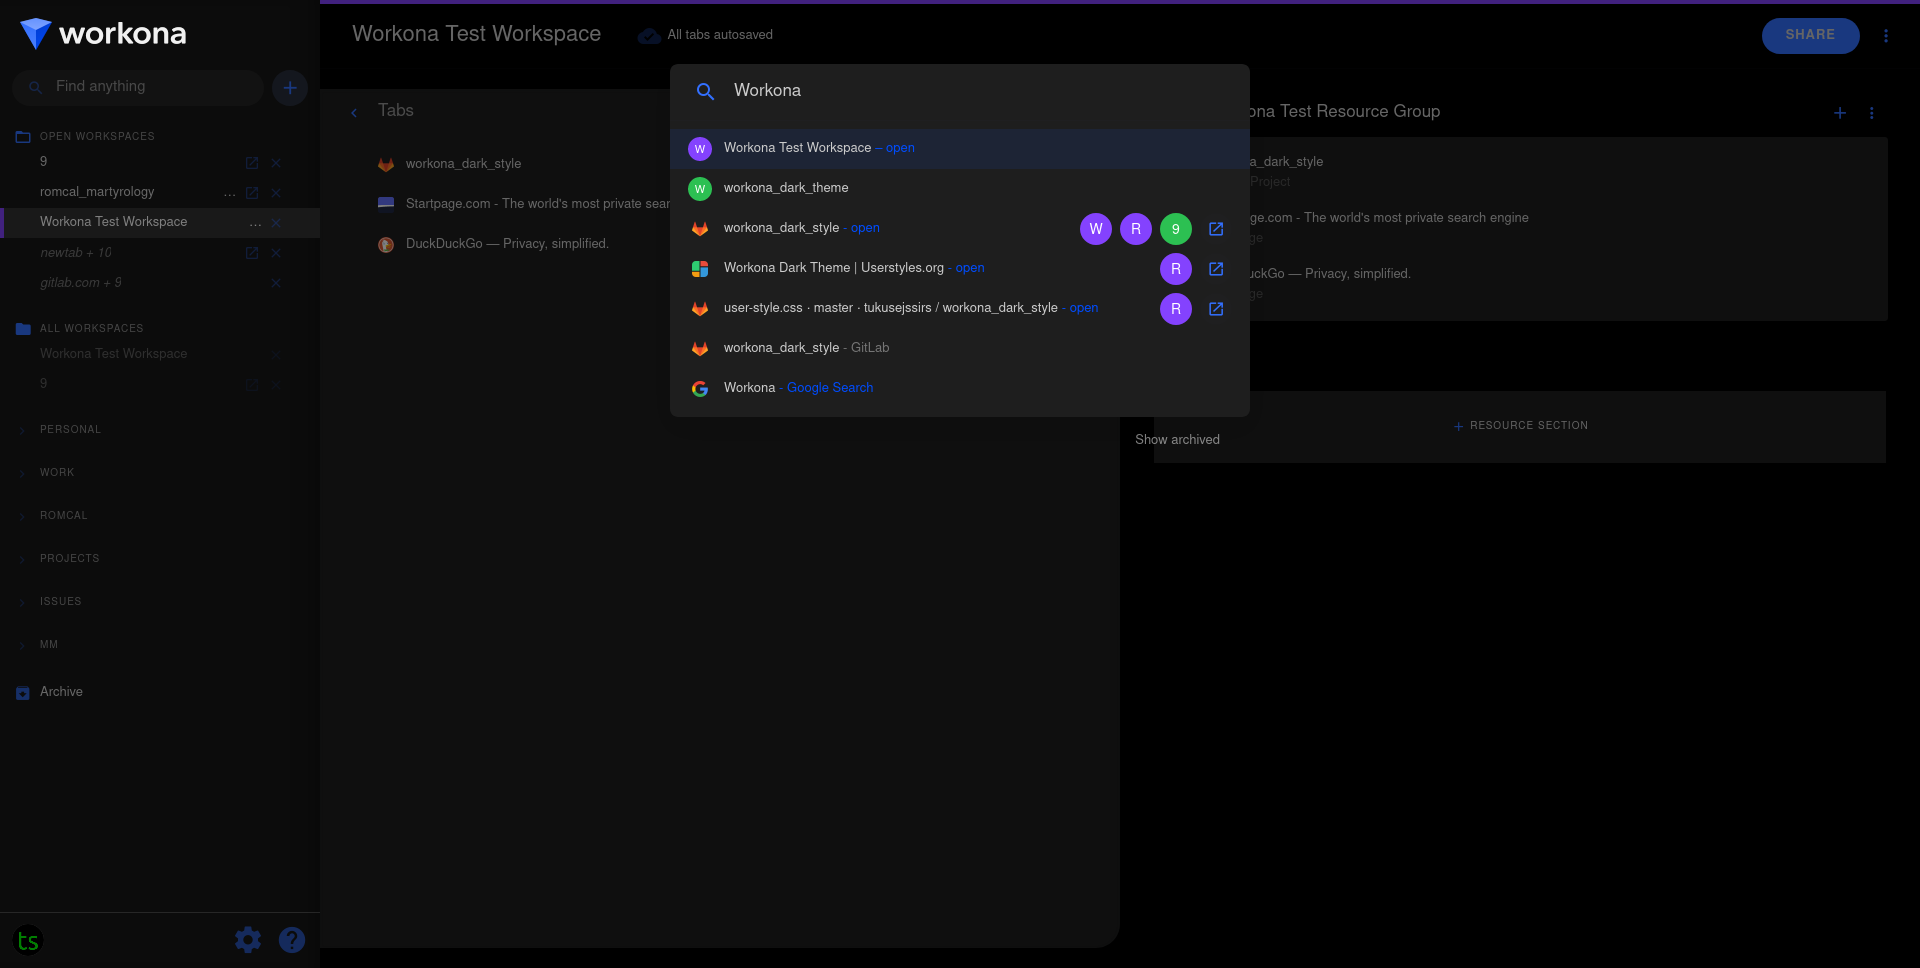 workona
Find anything
OPEN WORKSPACES
9
romcal_martyrology ...
Workona Test Workspace ...
newtab + 10
gitlab.com + 9
ALL WORKSPACES
Workona Test Workspace
9
PERSONAL
WORK
ROMCAL
PROJECTS
ISSUES
MM
Archive
ts
Workona Test Workspace
All tabs autosaved
SHARE
Tabs
workona_dark_style
Startpage.com - The world's most private sear
DuckDuckGo — Privacy, simplified.
Workona
W Workona Test Workspace – open
W workona_dark_theme
workona_dark_style - open W R 9
Workona Dark Theme | Userstyles.org - open R
user-style.css · master · tukusejssirs / workona_dark_style - open R
workona_dark_style - GitLab
Workona - Google Search
ona Test Resource Group
a_dark_style
Project
ge.com - The world's most private search engine
ge
uckGo — Privacy, simplified.
ge
RESOURCE SECTION
Show archived